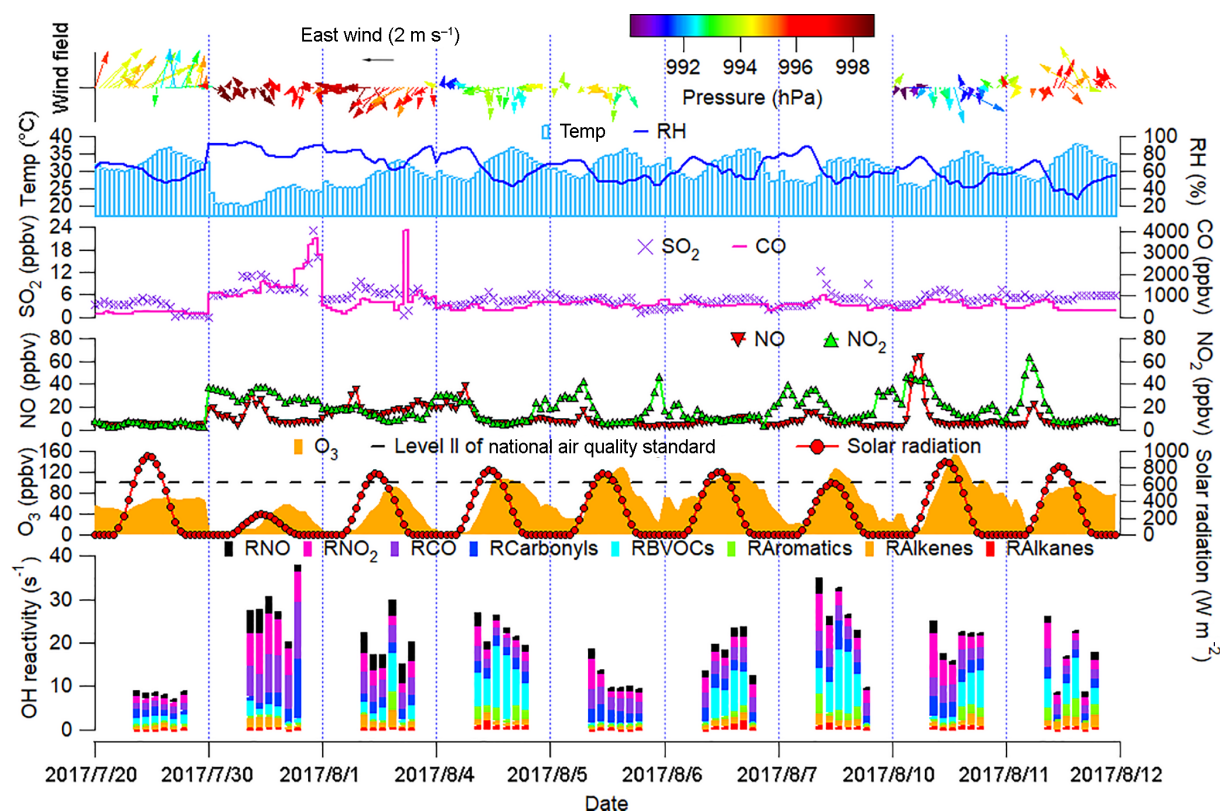 East wind (2 m s⁻¹)
992 994 996 998
Pressure (hPa)
Wind field
Temp RH
Temp (°C)
40
35
30
25
20
RH (%)
100
80
60
40
20
SO₂ CO
SO₂ (ppbv)
24
18
12
6
0
CO (ppbv)
4000
3000
2000
1000
0
NO NO₂
NO (ppbv)
80
60
40
20
0
NO₂ (ppbv)
80
60
40
20
0
O₃ Level II of national air quality standard Solar radiation
O₃ (ppbv)
160
120
80
40
0
Solar radiation (W m⁻²)
1000
800
600
400
200
0
RNO RNO₂ RCO RCarbonyls RBVOCs RAromatics RAlkenes RAlkanes
OH reactivity (s⁻¹)
40
30
20
10
0
2017/7/20 2017/7/30 2017/8/1 2017/8/4 2017/8/5 2017/8/6 2017/8/7 2017/8/10 2017/8/11 2017/8/12
Date